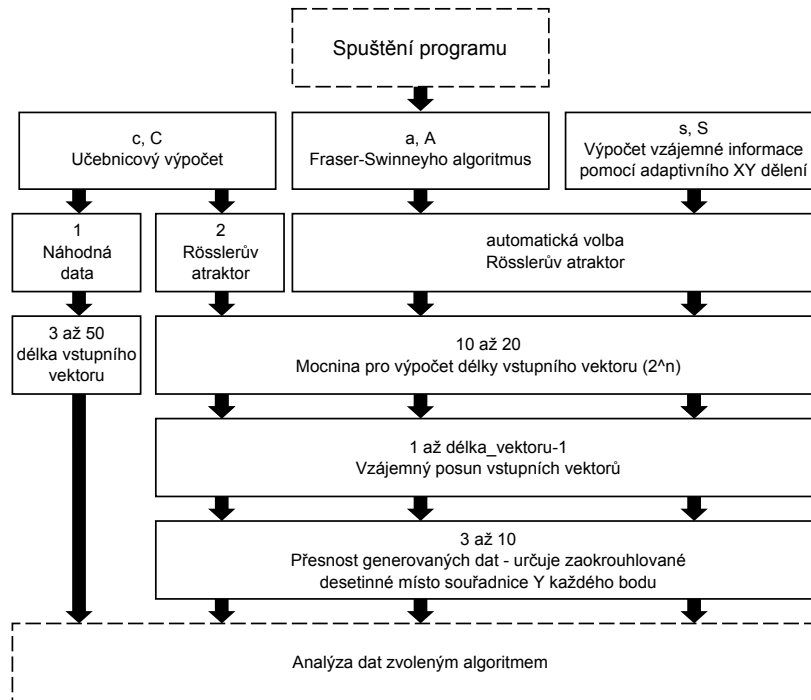 Spuštění programu
c, C
Učebnicový výpočet
a, A
Fraser-Swinneyho algoritmus
s, S
Výpočet vzájemné informace
pomocí adaptivního XY dělení
1
Náhodná
data
2
Rösslerův
atraktor
automatická volba
Rösslerův atraktor
3 až 50
délka vstupního
vektoru
10 až 20
Mocnina pro výpočet délky vstupního vektoru (2^n)
1 až délka_vektoru-1
Vzájemný posun vstupních vektorů
3 až 10
Přesnost generovaných dat - určuje zaokrouhlované
desetinné místo souřadnice Y každého bodu
Analýza dat zvoleným algoritmem